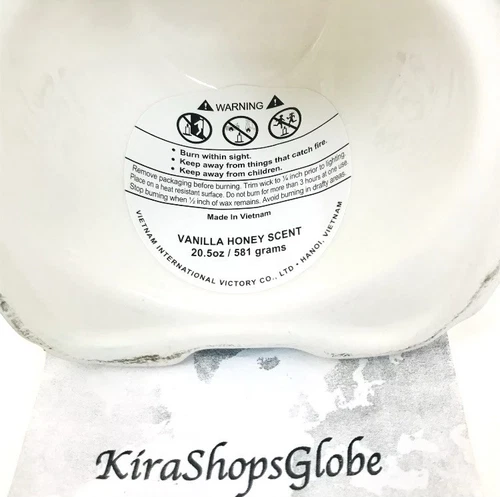 WARNING
• Burn within sight.
• Keep away from things that catch fire.
• Keep away from children.
Remove packaging before burning. Trim wick to ¼ inch prior to lighting.
Place on a heat resistant surface. Do not burn for more than 3 hours at one use.
Stop burning when ½ inch of wax remains. Avoid burning in drafty areas.
Made In Vietnam
VANILLA HONEY SCENT
20.5oz / 581 grams
VIETNAM INTERNATIONAL VICTORY CO., LTD • HANOI, VIETNAM
KiraShopsGlobe